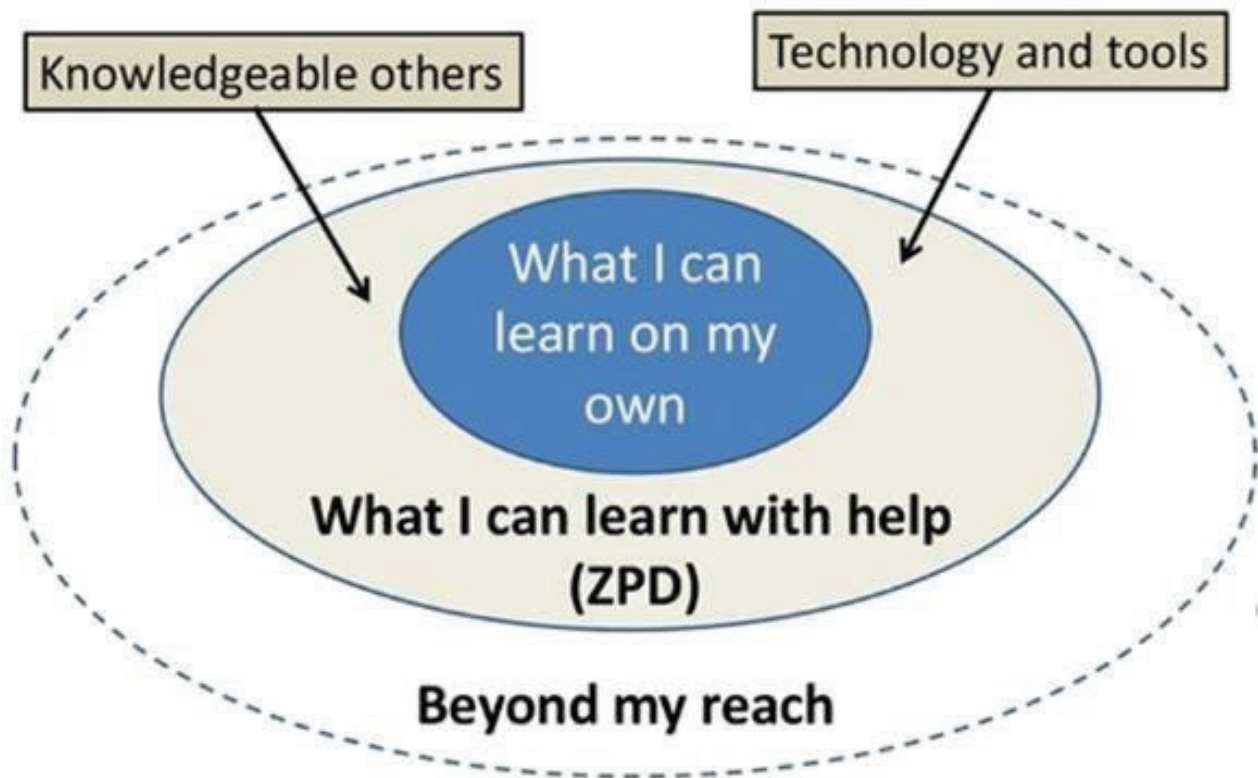 Knowledgeable others
Technology and tools
What I can
learn on my
own
What I can learn with help
(ZPD)
Beyond my reach